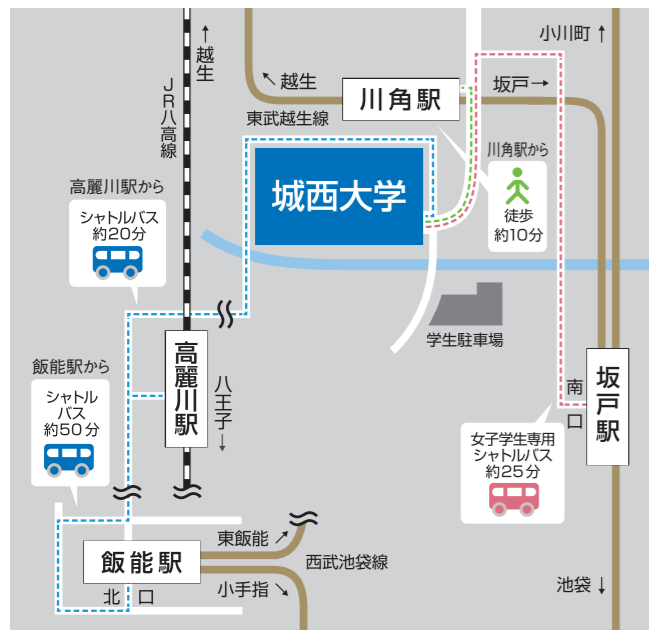 小川町↑
↑
越生
JR八高線
↖越生
川角駅
坂戸→
東武越生線
高麗川駅から
シャトルバス
約20分
城西大学
川角駅から
徒歩
約10分
学生駐車場
飯能駅から
シャトル
バス
約50分
高麗川駅
八王子
↓
南口
坂戸駅
女子学生専用
シャトルバス
約25分
飯能駅
北口
東飯能↗
西武池袋線
小手指↘
池袋↓